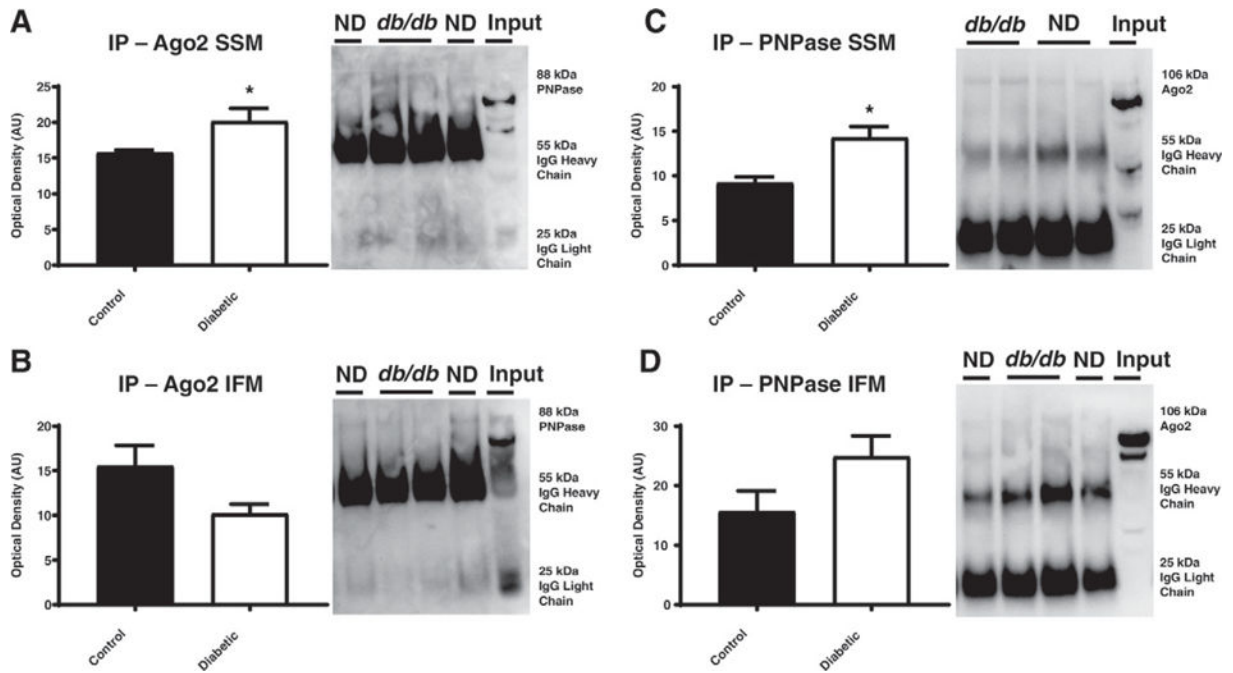 A
IP – Ago2 SSM
Optical Density (AU)
25
20
15
10
5
0
*
Control
Diabetic
ND db/db ND Input
88 kDa
PNPase
55 kDa
IgG Heavy
Chain
25 kDa
IgG Light
Chain
C
IP – PNPase SSM
Optical Density (AU)
20
15
10
5
0
*
Control
Diabetic
db/db ND Input
106 kDa
Ago2
55 kDa
IgG Heavy
Chain
25 kDa
IgG Light
Chain
B
IP – Ago2 IFM
Optical Density (AU)
20
15
10
5
0
Control
Diabetic
ND db/db ND Input
88 kDa
PNPase
55 kDa
IgG Heavy
Chain
25 kDa
IgG Light
Chain
D
IP – PNPase IFM
Optical Density (AU)
30
20
10
0
Control
Diabetic
ND db/db ND Input
106 kDa
Ago2
55 kDa
IgG Heavy
Chain
25 kDa
IgG Light
Chain